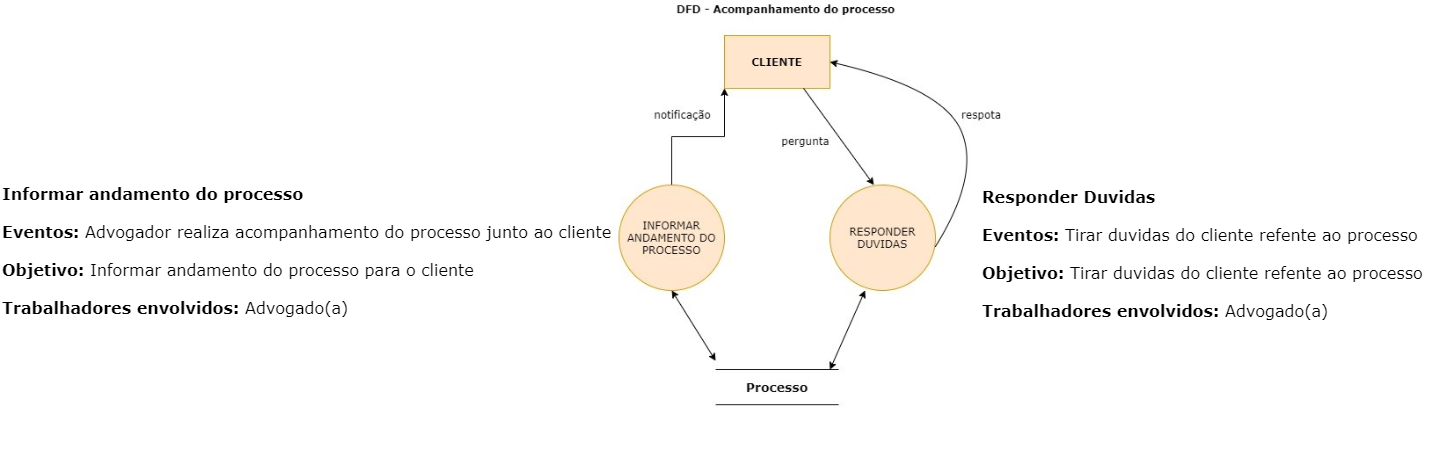 DFD - Acompanhamento do processo
CLIENTE
notificação
pergunta
respota
Informar andamento do processo
Eventos: Advogador realiza acompanhamento do processo junto ao cliente
Objetivo: Informar andamento do processo para o cliente
Trabalhadores envolvidos: Advogado(a)
INFORMAR
ANDAMENTO DO
PROCESSO
RESPONDER
DUVIDAS
Responder Duvidas
Eventos: Tirar duvidas do cliente refente ao processo
Objetivo: Tirar duvidas do cliente refente ao processo
Trabalhadores envolvidos: Advogado(a)
Processo